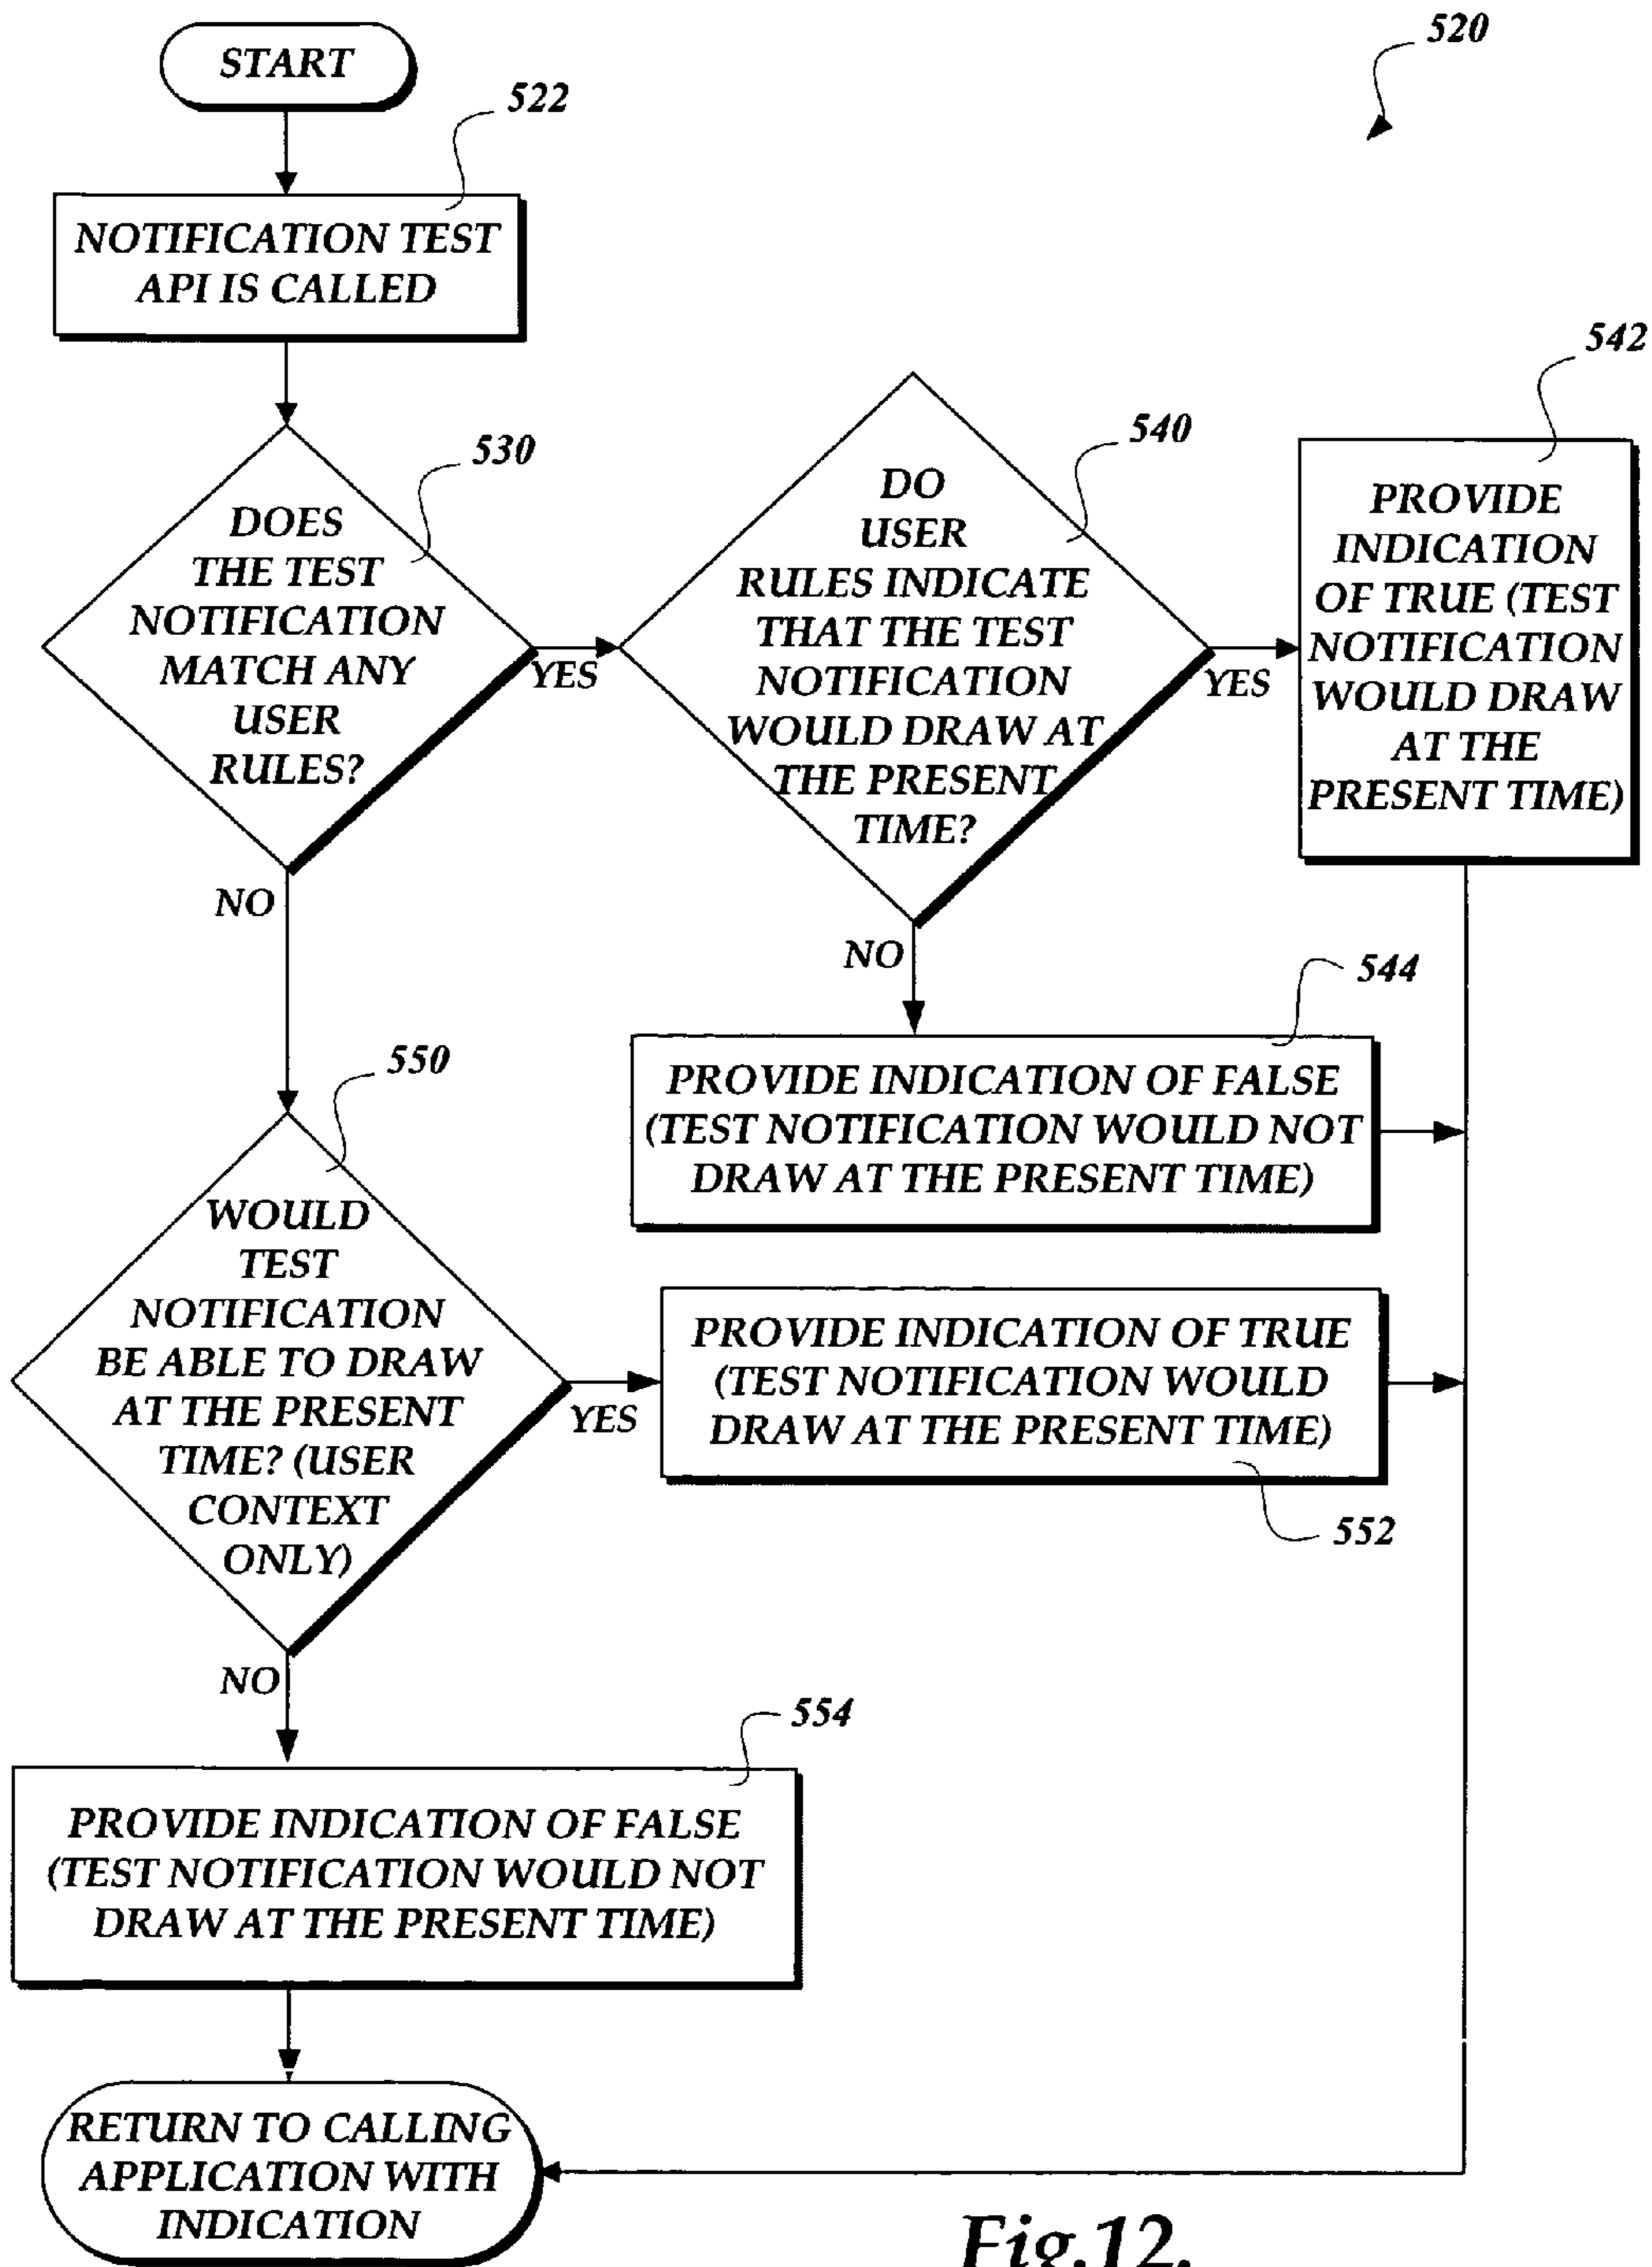 520
START
522
NOTIFICATION TEST
API IS CALLED
530
DOES
THE TEST
NOTIFICATION
MATCH ANY
USER
RULES?
YES
NO
540
DO
USER
RULES INDICATE
THAT THE TEST
NOTIFICATION
WOULD DRAW AT
THE PRESENT
TIME?
YES
NO
542
PROVIDE
INDICATION
OF TRUE (TEST
NOTIFICATION
WOULD DRAW
AT THE
PRESENT TIME)
544
PROVIDE INDICATION OF FALSE
(TEST NOTIFICATION WOULD NOT
DRAW AT THE PRESENT TIME)
550
WOULD
TEST
NOTIFICATION
BE ABLE TO DRAW
AT THE PRESENT
TIME? (USER
CONTEXT
ONLY)
YES
NO
PROVIDE INDICATION OF TRUE
(TEST NOTIFICATION WOULD
DRAW AT THE PRESENT TIME)
552
554
PROVIDE INDICATION OF FALSE
(TEST NOTIFICATION WOULD NOT
DRAW AT THE PRESENT TIME)
RETURN TO CALLING
APPLICATION WITH
INDICATION
Fig.12.